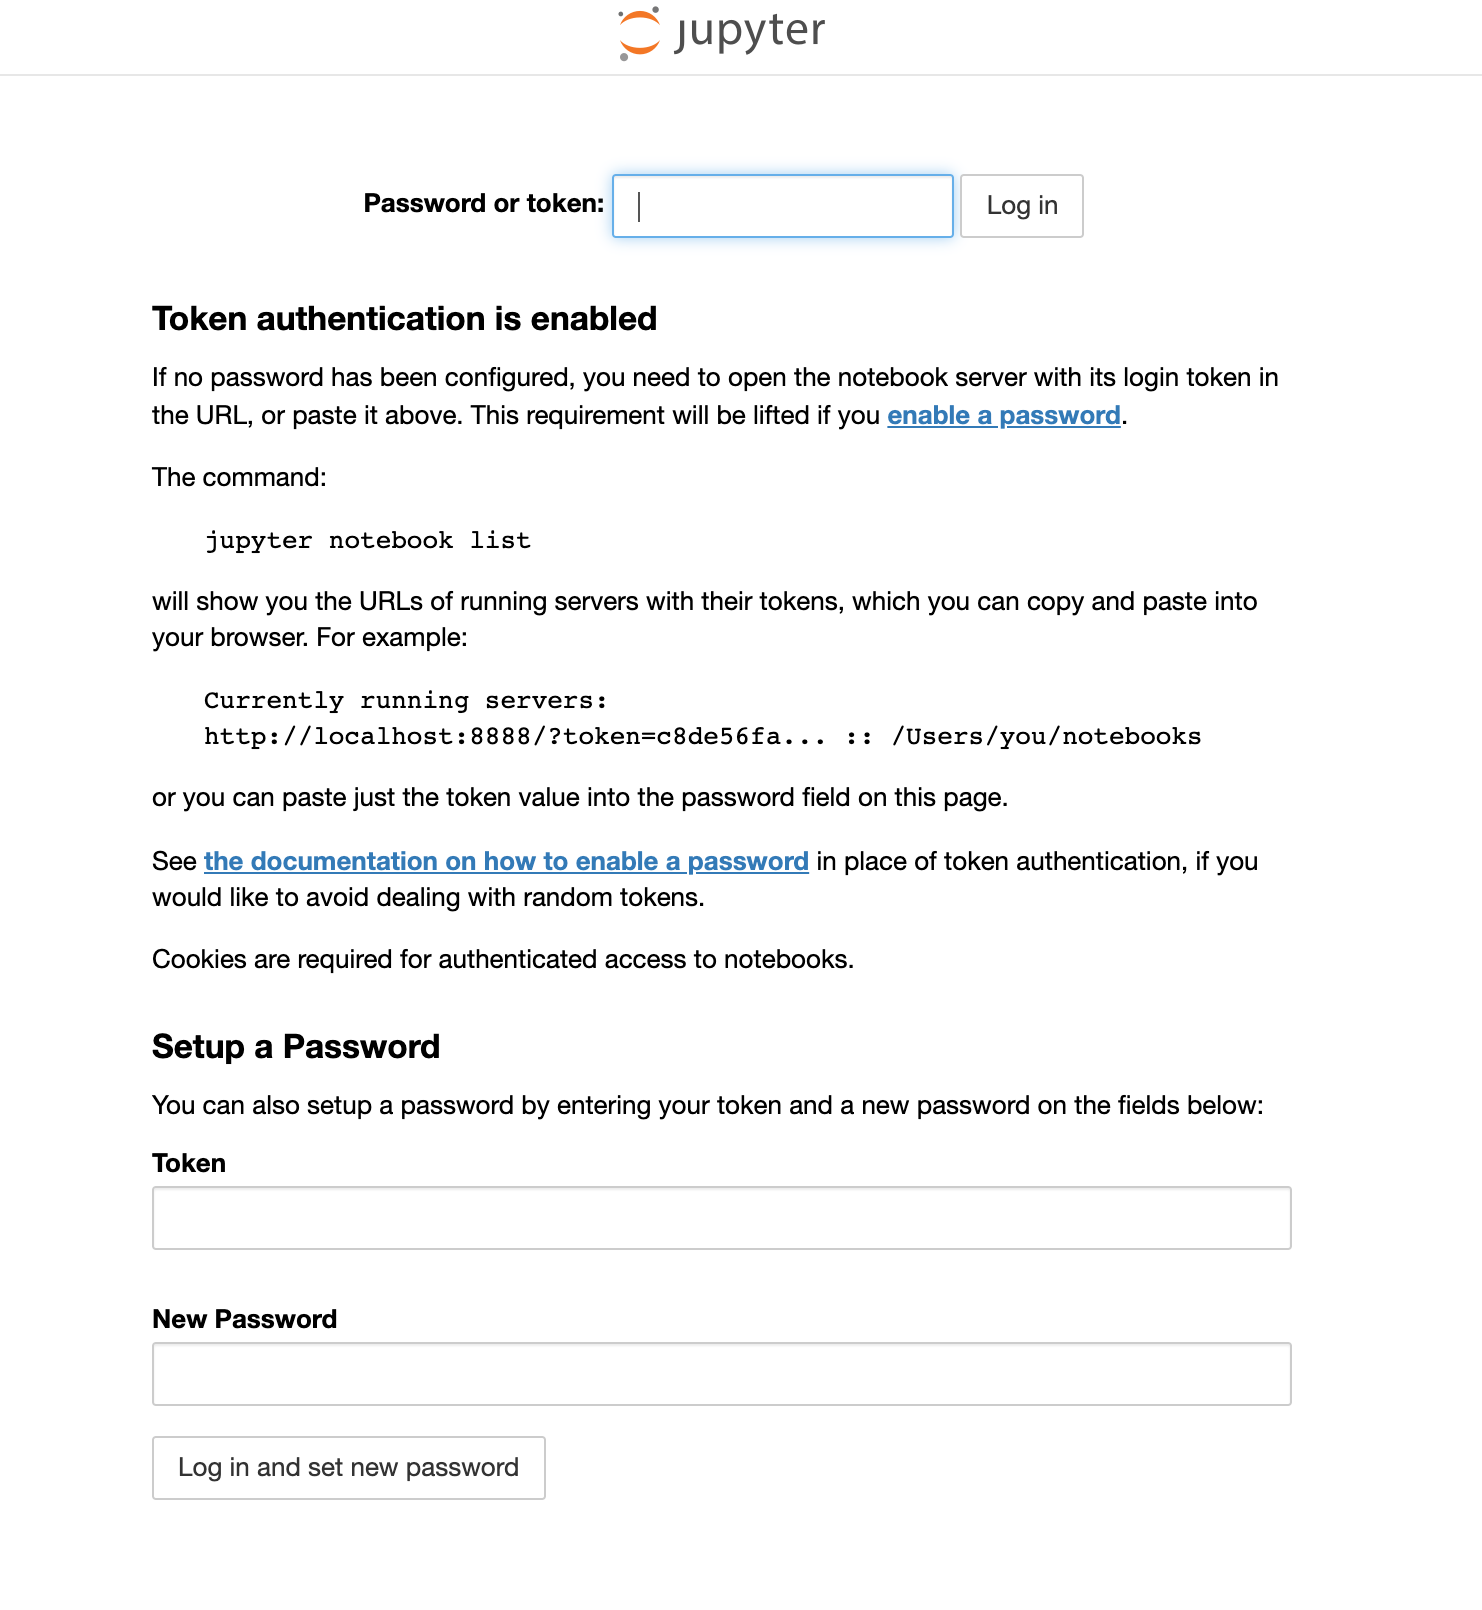 jupyter
Password or token:
Log in
Token authentication is enabled
If no password has been configured, you need to open the notebook server with its login token in
the URL, or paste it above. This requirement will be lifted if you enable a password.
The command:
jupyter notebook list
will show you the URLs of running servers with their tokens, which you can copy and paste into
your browser. For example:
Currently running servers:
http://localhost:8888/?token=c8de56fa... :: /Users/you/notebooks
or you can paste just the token value into the password field on this page.
See the documentation on how to enable a password in place of token authentication, if you
would like to avoid dealing with random tokens.
Cookies are required for authenticated access to notebooks.
Setup a Password
You can also setup a password by entering your token and a new password on the fields below:
Token
New Password
Log in and set new password